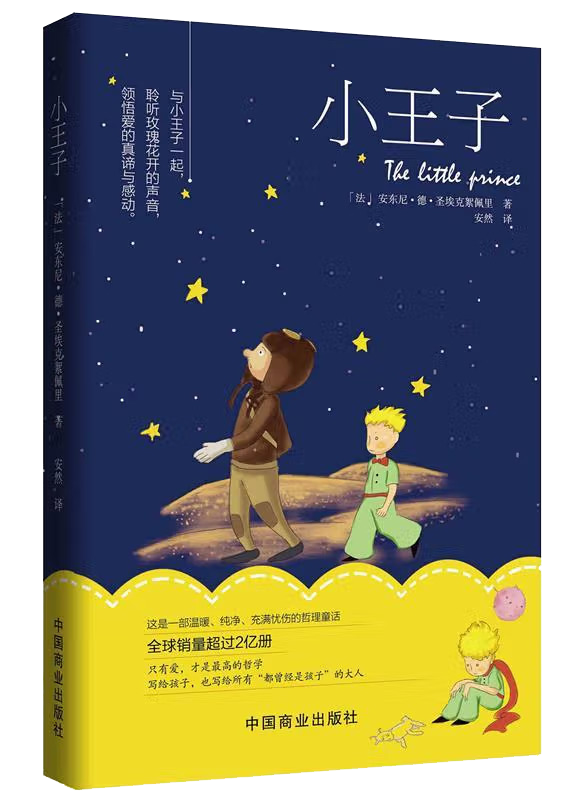 小王子
「法」安东尼·德·圣埃克絮佩里 著
安然 译
中国商业出版社
与小王子一起，
聆听玫瑰花开的声音，
领悟爱的真谛与感动。
小王子
The little prince
「法」安东尼·德·圣埃克絮佩里 著
安然 译
这是一部温暖、纯净、充满忧伤的哲理童话
全球销量超过2亿册
只有爱，才是最高的哲学
写给孩子，也写给所有“都曾经是孩子”的大人
中国商业出版社